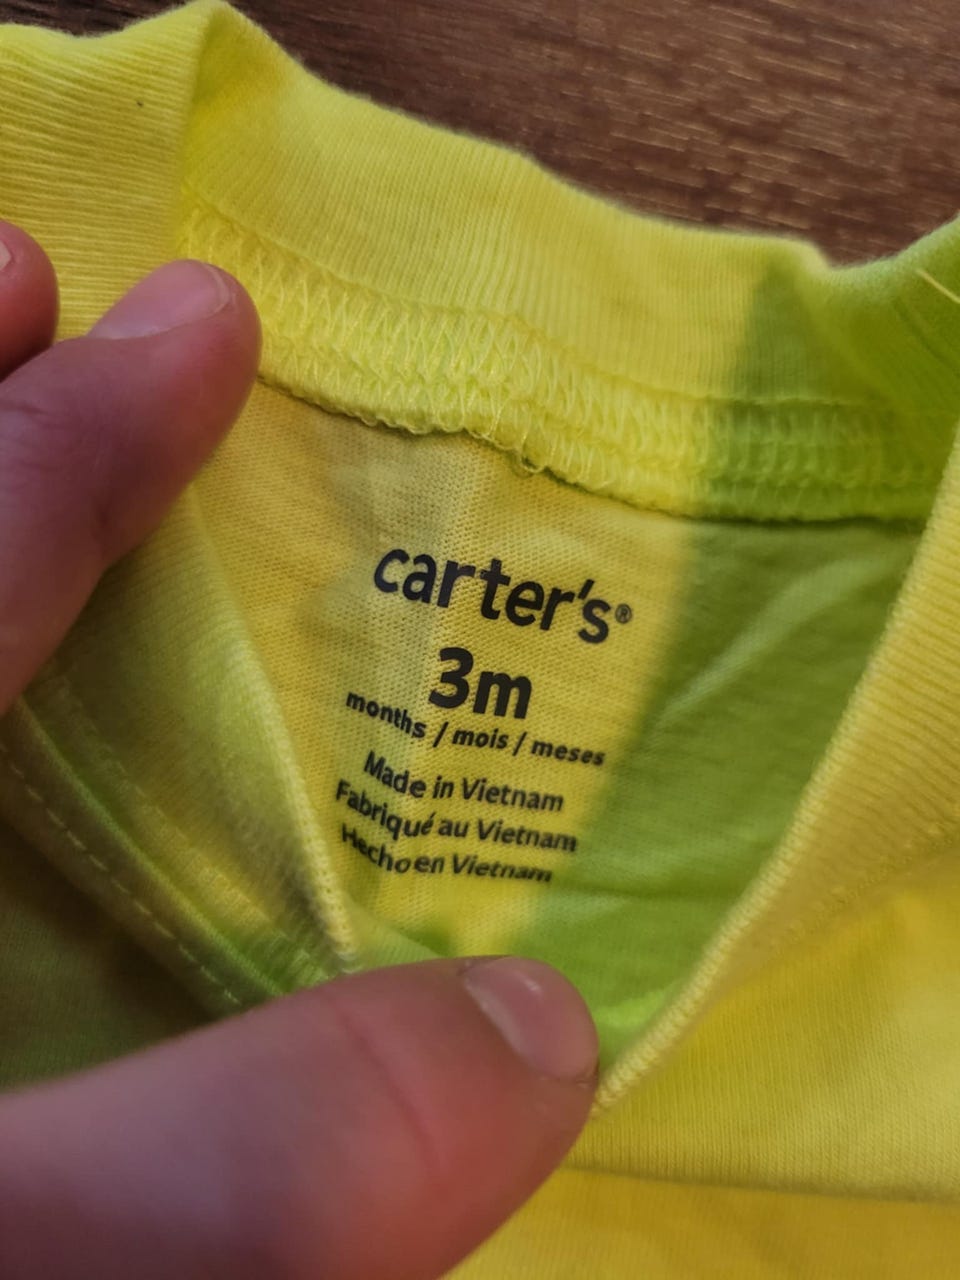 carter's®
3m
months / mois / meses
Made in Vietnam
Fabriqué au Vietnam
Hecho en Vietnam